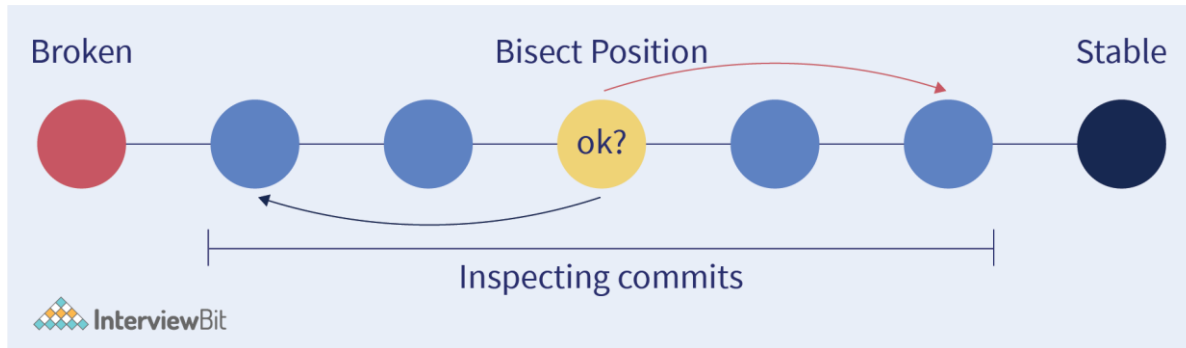 Broken
Bisect Position
Stable
ok?
Inspecting commits
InterviewBit